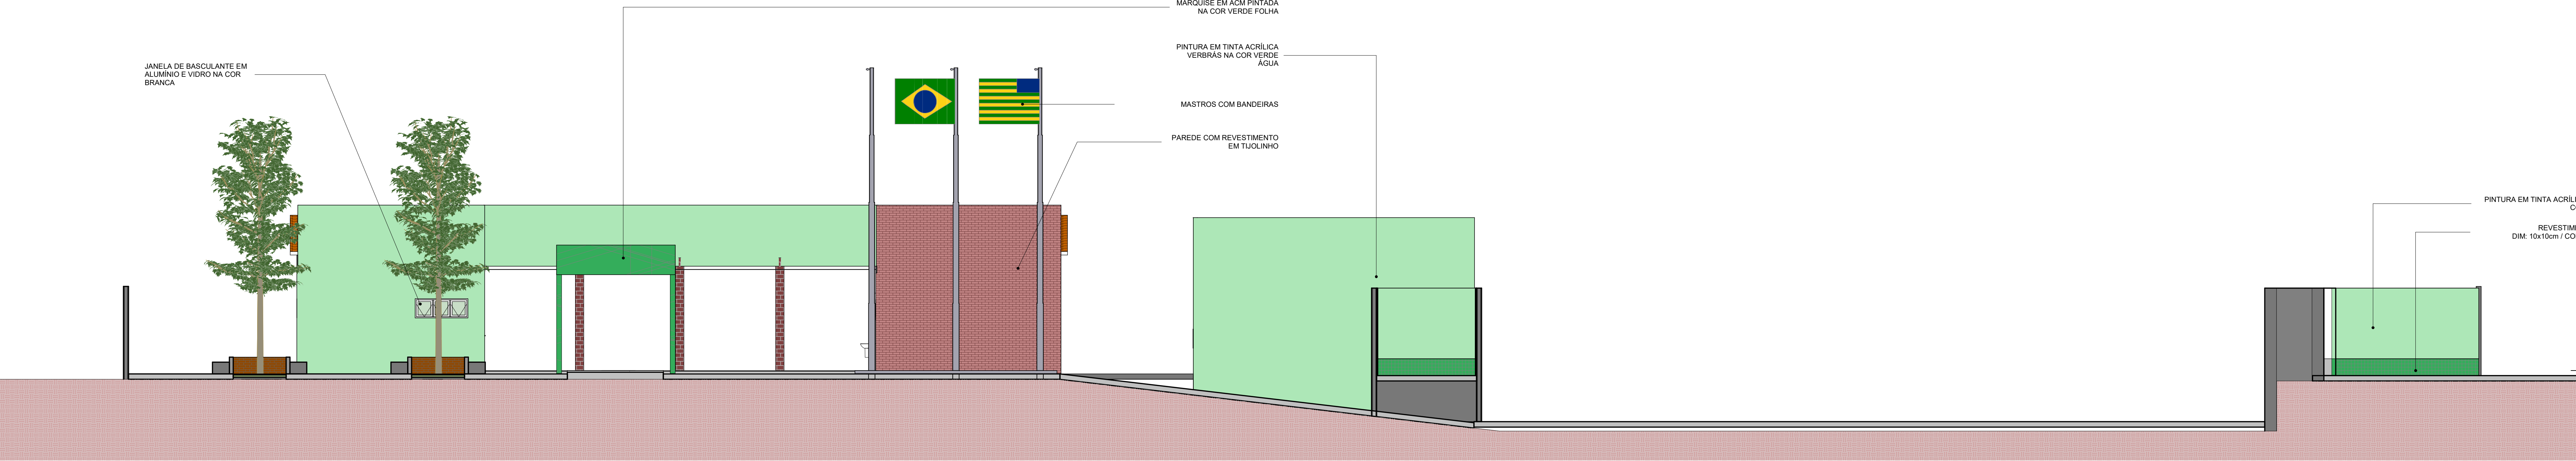 MARQUISE EM ACM PINTADA
NA COR VERDE FOLHA
PINTURA EM TINTA ACRÍLICA
VERBRÁS NA COR VERDE
ÁGUA
JANELA DE BASCULANTE EM
ALUMÍNIO E VIDRO NA COR
BRANCA
MASTROS COM BANDEIRAS
PAREDE COM REVESTIMENTO
EM TIJOLINHO
PINTURA EM TINTA
REVESTIM
DIM: 10x10cm /